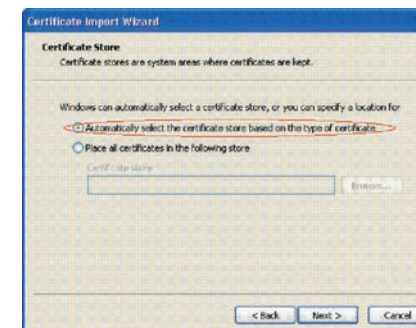 Certificate Import Wizard
Certificate Store
Certificate stores are system areas where certificates are kept.
Windows can automatically select a certificate store, or you can specify a location for
Automatically select the certificate store based on the type of certificate
Place all certificates in the following store
Certificate store:
Browse...
< Back
Next >
Cancel